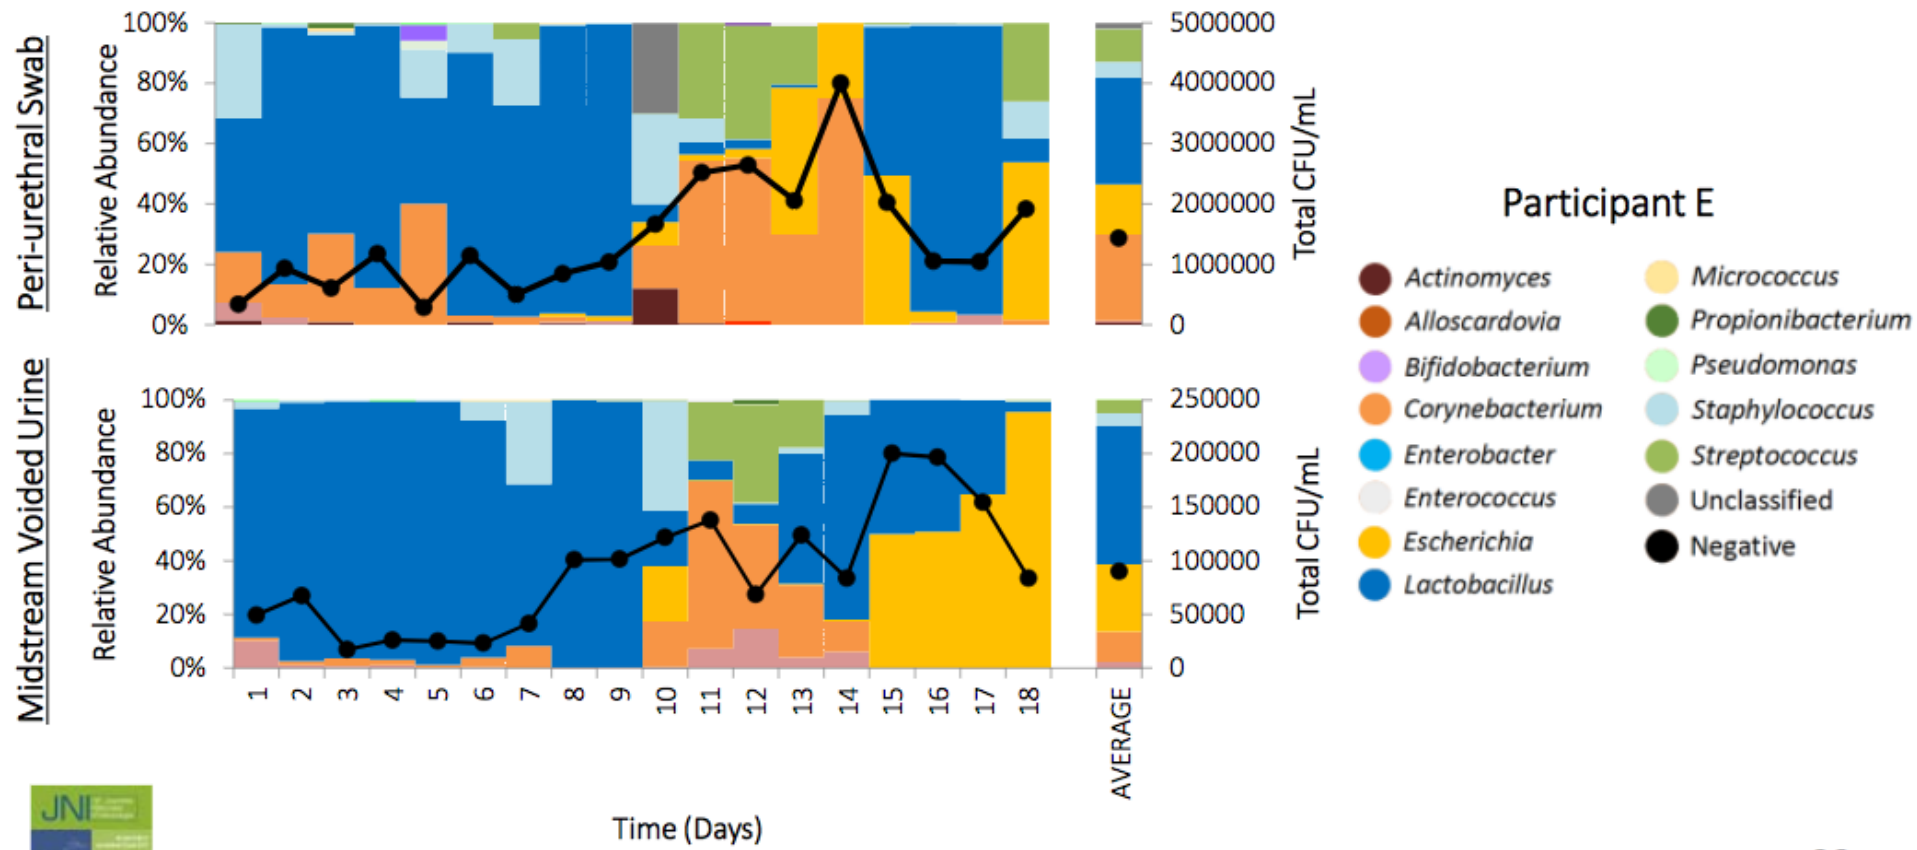 Peri-urethral Swab
Relative Abundance
100%
80%
60%
40%
20%
0%
5000000
4000000
3000000
2000000
1000000
0
Total CFU/mL
Midstream Voided Urine
Relative Abundance
100%
80%
60%
40%
20%
0%
250000
200000
150000
100000
50000
0
Total CFU/mL
1 2 3 4 5 6 7 8 9 10 11 12 13 14 15 16 17 18 AVERAGE
Time (Days)
Participant E
Actinomyces
Alloscardovia
Bifidobacterium
Corynebacterium
Enterobacter
Enterococcus
Escherichia
Lactobacillus
Micrococcus
Propionibacterium
Pseudomonas
Staphylococcus
Streptococcus
Unclassified
Negative
JNI